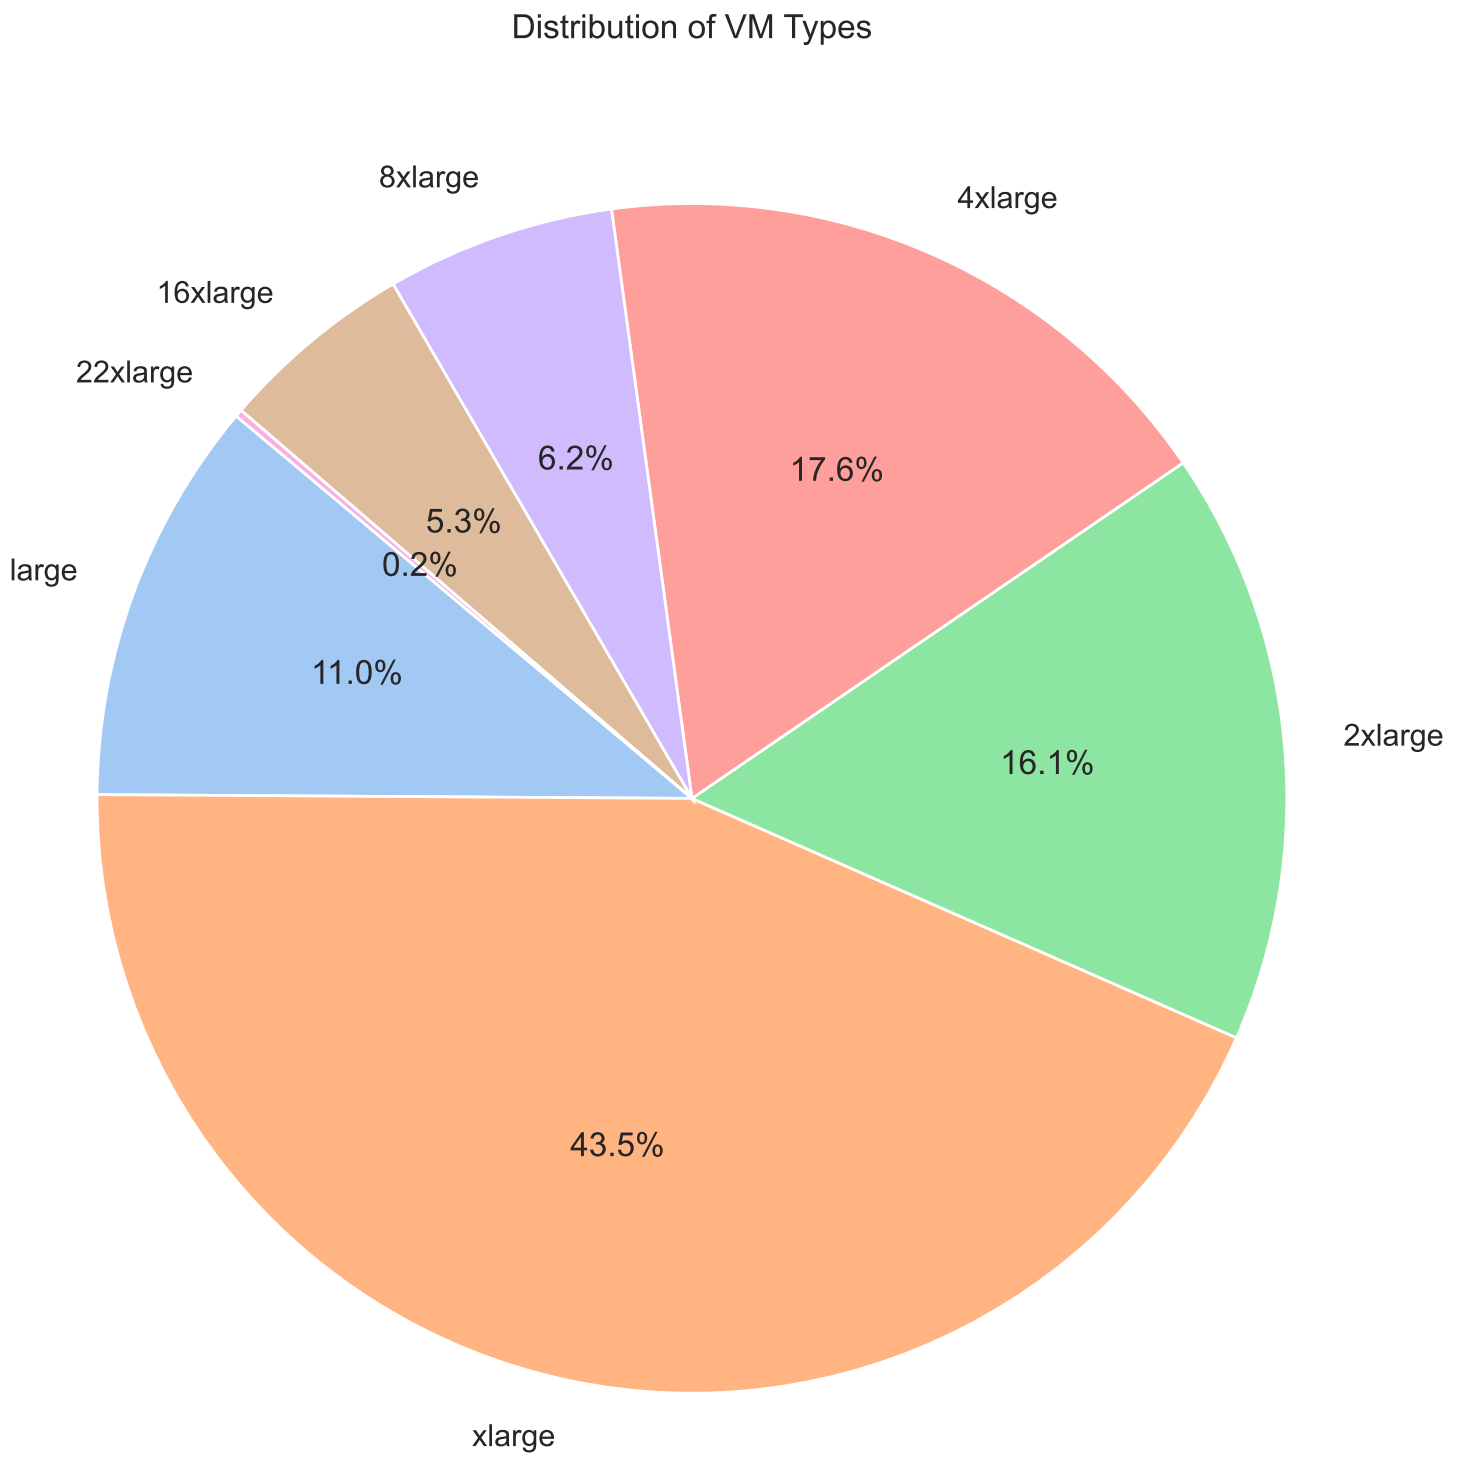 Distribution of VM Types
8xlarge
4xlarge
16xlarge
22xlarge
6.2%
17.6%
5.3%
0.2%
large
11.0%
2xlarge
16.1%
43.5%
xlarge